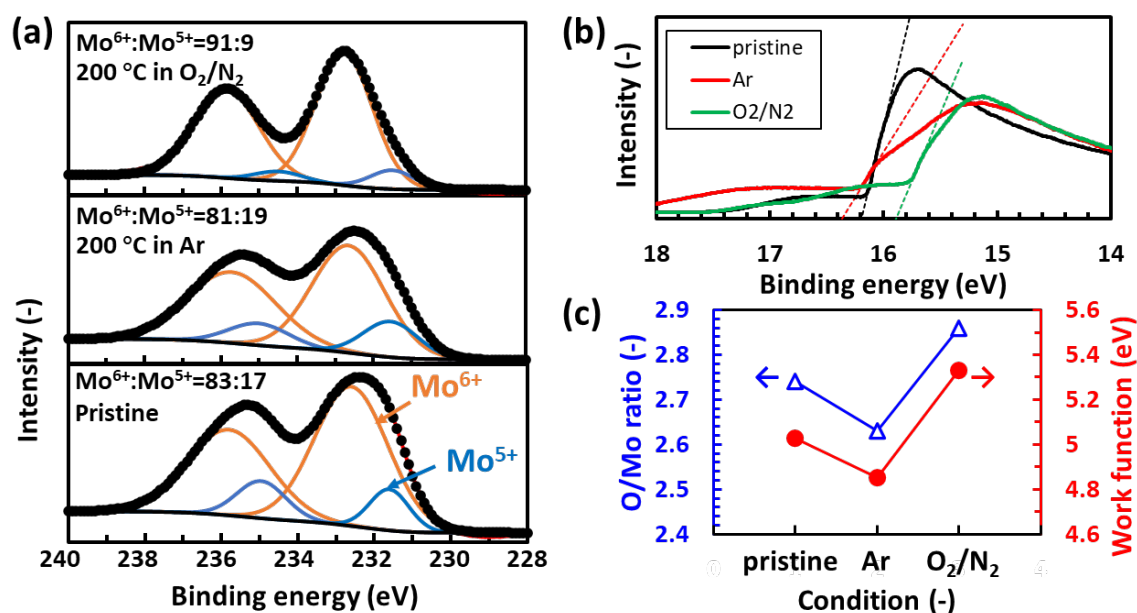 (a)
Mo⁶⁺:Mo⁵⁺=91:9
200 °C in O₂/N₂
Mo⁶⁺:Mo⁵⁺=81:19
200 °C in Ar
Mo⁶⁺:Mo⁵⁺=83:17
Pristine
Mo⁶⁺
Mo⁵⁺
Intensity (-)
240 238 236 234 232 230 228
Binding energy (eV)
(b)
pristine
Ar
O2/N2
Intensity (-)
18 17 16 15 14
Binding energy (eV)
(c)
O/Mo ratio (-)
2.9
2.8
2.7
2.6
2.5
2.4
5.6
5.4
5.2
5
4.8
4.6
Work function (eV)
0 4
pristine Ar O₂/N₂
Condition (-)